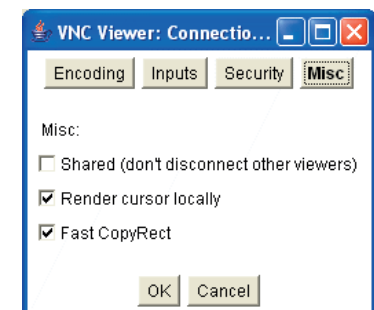 VNC Viewer: Connectio...
Encoding Inputs Security Misc
Misc:
Shared (don't disconnect other viewers)
Render cursor locally
Fast CopyRect
OK Cancel